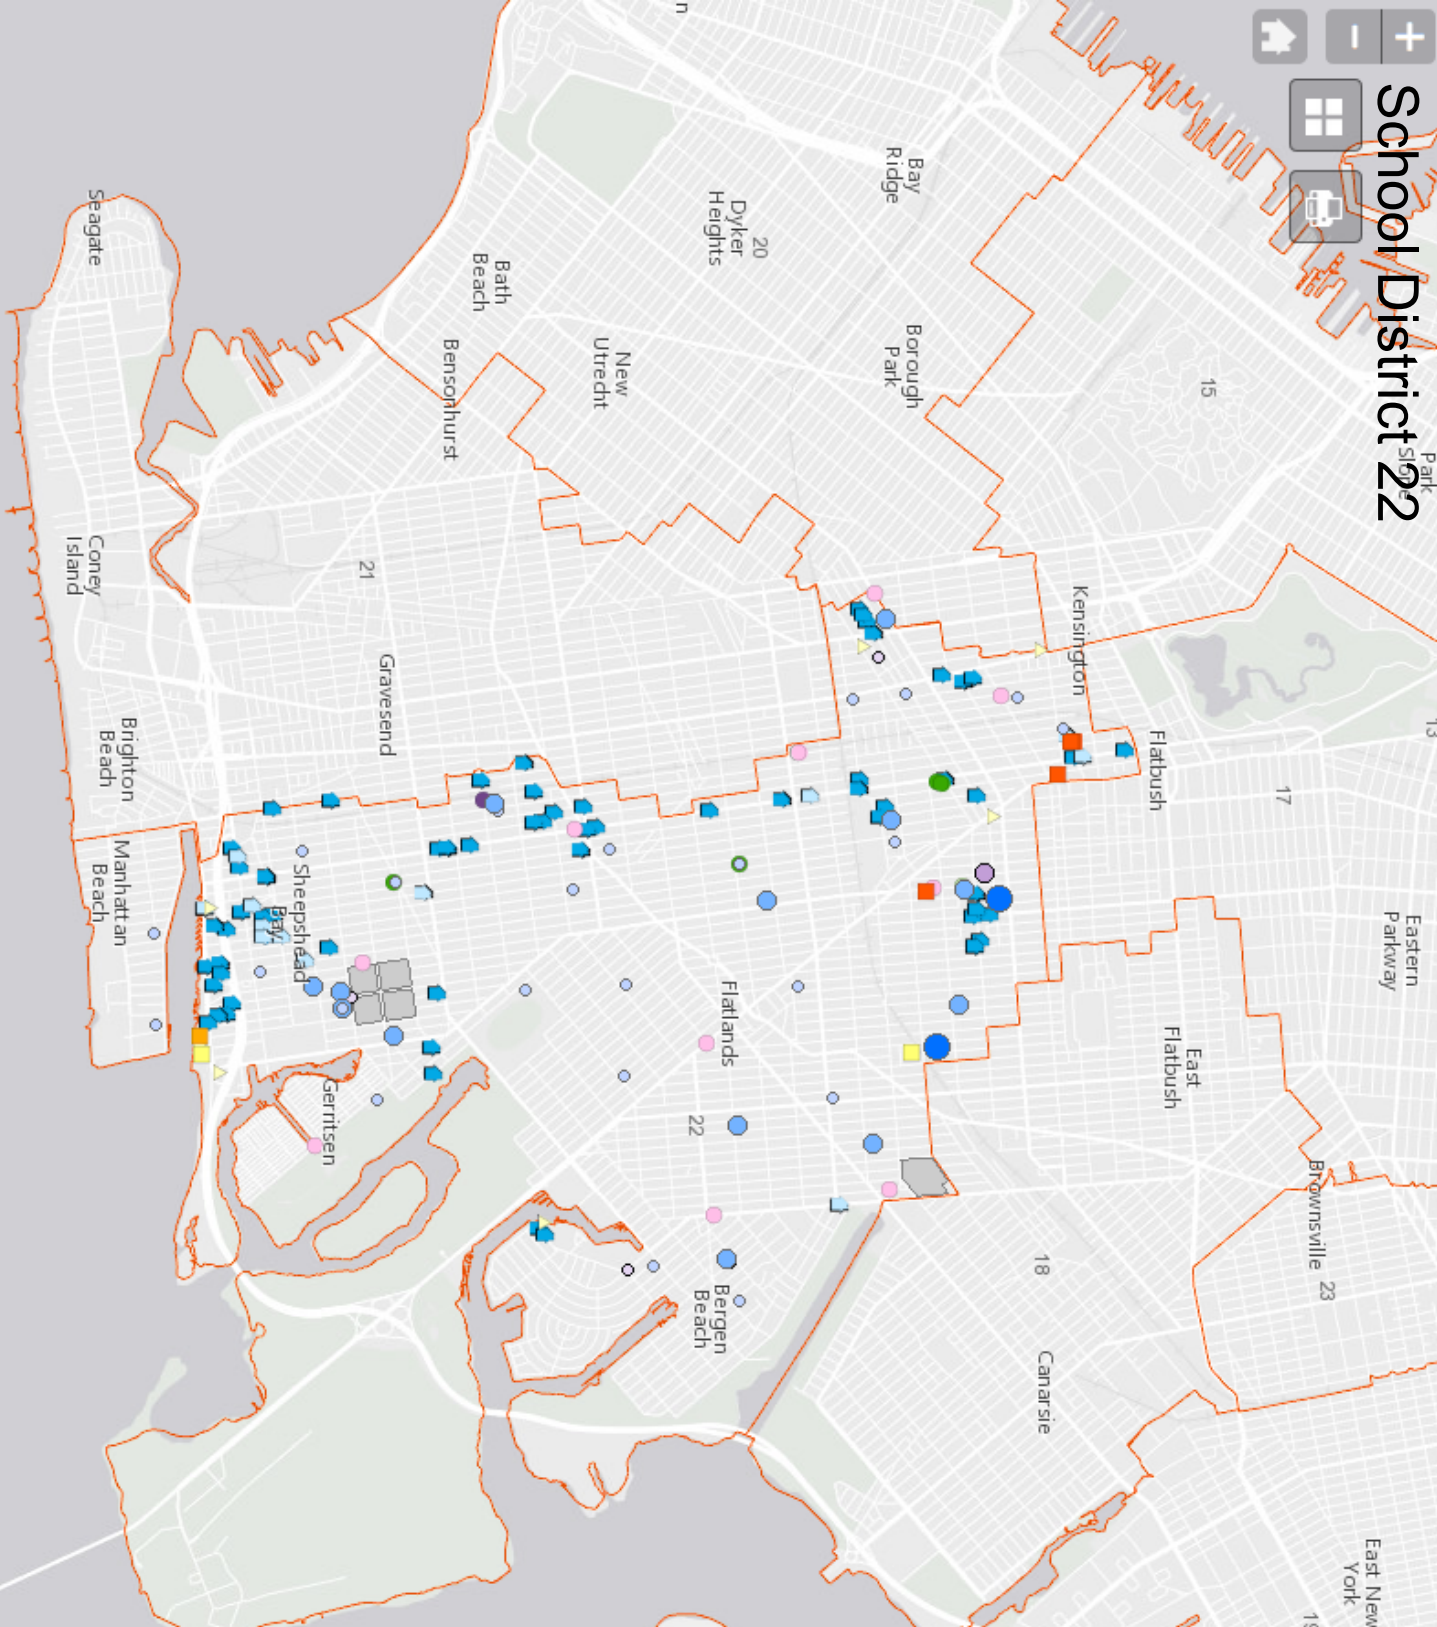 School District 22
Park
Slope
15
13
Bay
Ridge
20
Dyker
Heights
Borough
Park
Kensington
Flatbush
17
Eastern
Parkway
Bath
Beach
New
Utrecht
Bensonhurst
East
Flatbush
Brownsville
23
Seagate
21
Gravesend
Flatlands
22
18
Canarsie
East New
York
19
Coney
Island
Brighton
Beach
Manhattan
Beach
Sheepshead
Bay
Gerritsen
Bergen
Beach
n